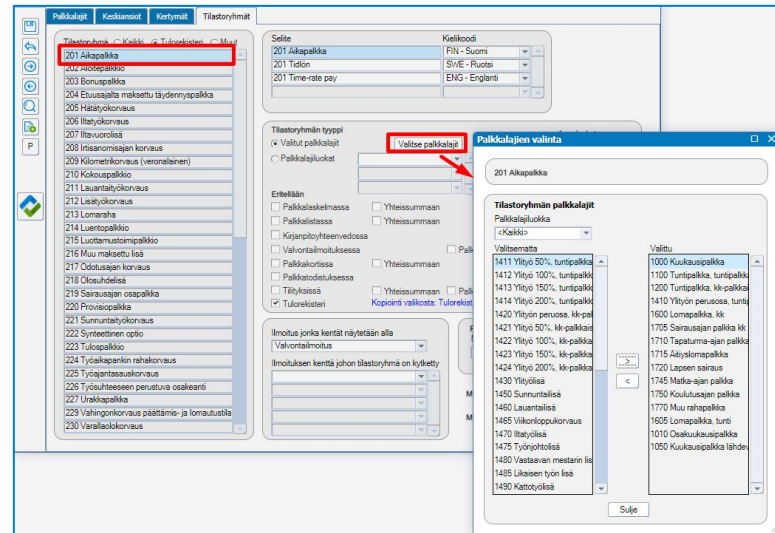 Palkkalajit Keskiansiot Kertymät Tilastoryhmät
Tilastoryhmä Kaikki Tulorekisteri Muut
201 Aikapalkka
202 Aloitepalkkio
203 Bonuspalkka
204 Etuusajalta maksettu täydennyspalkka
205 Hätätyökorvaus
206 Iltatyökorvaus
207 Iltavuorolisä
208 Irtisanomisajan korvaus
209 Kilometrikorvaus (veronalainen)
210 Kokouspalkkio
211 Lauantaityökorvaus
212 Lisätyökorvaus
213 Lomaraha
214 Luentopalkkio
215 Luottamustoimipalkkio
216 Muu maksettu lisä
217 Odotusajan korvaus
218 Olosuhdelisä
219 Sairausajan osapalkka
220 Provisiopalkka
221 Sunnuntaityökorvaus
222 Synteettinen optio
223 Tulospalkkio
224 Työaikapankin rahakorvaus
225 Työajantasauskorvaus
226 Työsuhteeseen perustuva osakeanti
227 Urakkapalkka
229 Vahingonkorvaus päättämis- ja lomautustila
230 Varallaolokorvaus
P
Selite Kielikoodi
201 Aikapalkka FIN - Suomi
201 Tidlön SWE - Ruotsi
201 Time-rate pay ENG - Englanti
Tilastoryhmän tyyppi
Valitut palkkalajit Valitse palkkalajit
Palkkalajiluokat
Eritellään
Palkkalaskelmassa Yhteissummaan
Palkkalistassa Yhteissummaan
Kirjanpitoyhteenvedossa
Valvontailmoituksessa Palk
Palkkakortissa Yhteissummaan
Palkkatodistuksessa
Tilityksissä Yhteissummaan Palk
Tulorekisteri Kopiointi valikosta: Tulorekist
Ilmoitus jonka kentät näytetään alla
Valvontailmoitus
Ilmoituksen kenttä johon tilastoryhmä on kytketty
M
M
Palkkalajien valinta
201 Aikapalkka
Tilastoryhmän palkkalajit
Palkkalajiluokka
<Kaikki>
Valitsematta
1411 Ylityö 50%, tuntipalkka
1412 Ylityö 100%, tuntipalkk
1413 Ylityö 150%, tuntipalkk
1414 Ylityö 200%, tuntipalkk
1420 Ylityön peruosa, kk-pal
1421 Ylityö 50%, kk-palkkais
1422 Ylityö 100%, kk-palkka
1423 Ylityö 150%, kk-palkka
1424 Ylityö 200%, kk-palkka
1430 Ylityölisä
1450 Sunnuntailisä
1460 Lauantailisä
1465 Viikonloppukorvaus
1470 Iltatyölisä
1475 Työnjohtolisä
1480 Vastaavan mestarin lis
1485 Likaisen työn lisä
1490 Kattotyölisä
>
<
Valittu
1000 Kuukausipalkka
1100 Tuntipalkka, tuntipalkk
1200 Tuntipalkka, kk-palkkai
1410 Ylityön perusosa, tuntip
1600 Lomapalkka, kk
1705 Sairausajan palkka kk
1710 Tapaturma-ajan palkka
1715 Äitiyslomapalkka
1720 Lapsen sairaus
1745 Matka-ajan palkka
1750 Koulutusajan palkka
1770 Muu rahapalkka
1605 Lomapalkka, tunti
1010 Osakuukausipalkka
1050 Kuukausipalkka lähdev
Sulje